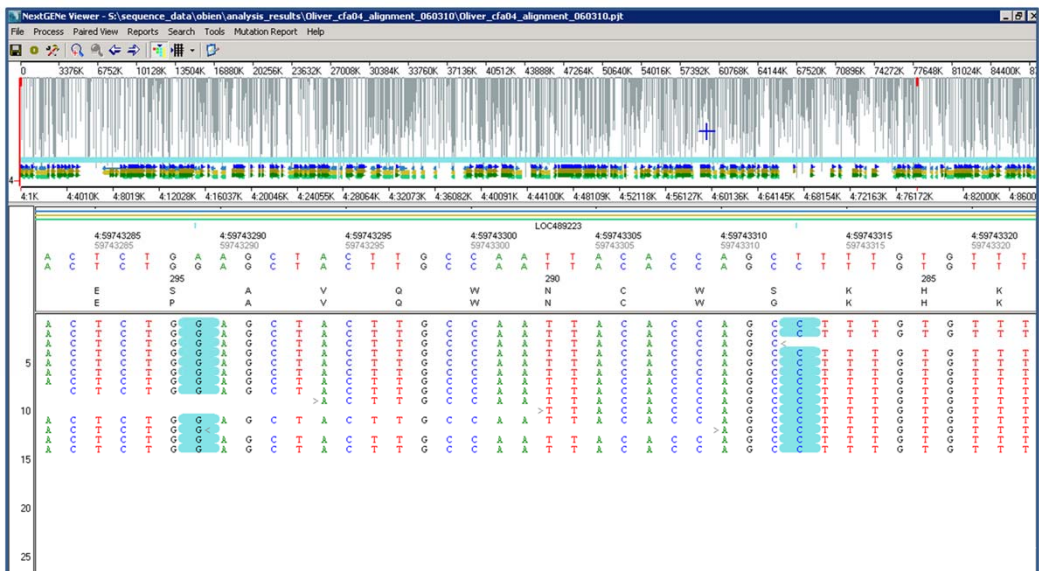 NextGENe Viewer - S:\sequence_data\obien\analysis_results\Oliver_cfa04_alignment_060310\Oliver_cfa04_alignment_060310.pjt
File Process Paired View Reports Search Tools Mutation Report Help
0 3376K 6752K 10128K 13504K 16880K 20256K 23632K 27008K 30384K 33760K 37136K 40512K 43888K 47264K 50640K 54016K 57392K 60768K 64144K 67520K 70896K 74272K 77648K 81024K 84400K 87
4
4:1K 4:4010K 4:8019K 4:12028K 4:16037K 4:20046K 4:24055K 4:28064K 4:32073K 4:36082K 4:40091K 4:44100K 4:48109K 4:52118K 4:56127K 4:60136K 4:64145K 4:68154K 4:72163K 4:76172K 4:82000K 4:8600
LOC489223
4:59743285 4:59743290 4:59743295 4:59743300 4:59743305 4:59743310 4:59743315 4:59743320
59743285 59743290 59743295 59743300 59743305 59743310 59743315 59743320
A C T C T G A A G C T A C T T G C C A A T T A C A C C A G C T T T T G T G T T T
A C T C T G G A G C T A C T T G C C A A T T A C A C C A G C C T T T G T G T T T
295 290 285
E S A V Q W N C W S K H K
E P A V Q W N C W G K H K
A C T C T G G A G C T A C T T G C C A A T T A C A C C A G C C T T T G T G T T T
A C T C T G G A G C T A C T T G C C A A T T A C A C C A G C C T T T G T G T T T
A C T C T G G A G C T A C T T G C C A A T T A C A C C A G C <
A C T C T G G A G C T A C T T G C C A A T T A C A C C A G C C T T T G T G T T T
5 A C T C T G G A G C T A C T T G C C A A T T A C A C C A G C C T T T G T G T T T
A C T C T G G A G C T A C T T G C C A A T T A C A C C A G C C T T T G T G T T T
A C T C T G G A G C T A C T T G C C A A T T A C A C C A G C C T T T G T G T T T
C T C T G G A G C T A C T T G C C A A T T A C A C C A G C C T T T G T G T T T
> A C T T G C C A A T T A C A C C A G C C T T T G T G T T T
10 > T T A C A C C A G C C T T T G T G T T T
A C T C T G G A G C T A C T T G C C A A T T A C A C C A G C C T T T G T G T T T
A C T C T G G < > A G C C T T T G T G T T T
A C T C T G G A G C T A C T T G C C A A T T A C A C C A G C C T T T G T G T T T
A C T C T G G A G C T A C T T G C C A A T T A C A C C A G C C T T T G T G T T T
15
20
25